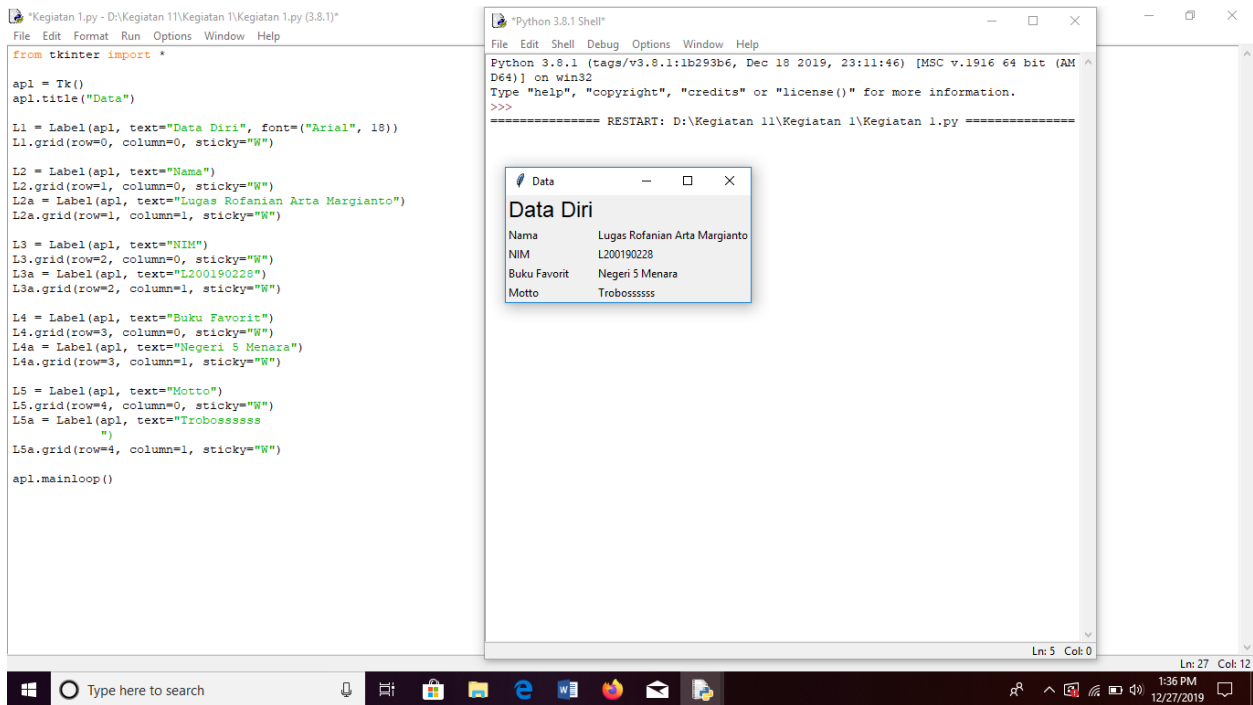 *Kegiatan 1.py - D:\Kegiatan 11\Kegiatan 1\Kegiatan 1.py (3.8.1)*
File Edit Format Run Options Window Help
from tkinter import *
apl = Tk()
apl.title("Data")
L1 = Label(apl, text="Data Diri", font=("Arial", 18))
L1.grid(row=0, column=0, sticky="W")
L2 = Label(apl, text="Nama")
L2.grid(row=1, column=0, sticky="W")
L2a = Label(apl, text="Lugas Rofanian Arta Margianto")
L2a.grid(row=1, column=1, sticky="W")
L3 = Label(apl, text="NIM")
L3.grid(row=2, column=0, sticky="W")
L3a = Label(apl, text="L200190228")
L3a.grid(row=2, column=1, sticky="W")
L4 = Label(apl, text="Buku Favorit")
L4.grid(row=3, column=0, sticky="W")
L4a = Label(apl, text="Negeri 5 Menara")
L4a.grid(row=3, column=1, sticky="W")
L5 = Label(apl, text="Motto")
L5.grid(row=4, column=0, sticky="W")
L5a = Label(apl, text="Trobossssss
")
L5a.grid(row=4, column=1, sticky="W")
apl.mainloop()
*Python 3.8.1 Shell*
File Edit Shell Debug Options Window Help
Python 3.8.1 (tags/v3.8.1:1b293b6, Dec 18 2019, 23:11:46) [MSC v.1916 64 bit (AM
D64)] on win32
Type "help", "copyright", "credits" or "license()" for more information.
>>>
=============== RESTART: D:\Kegiatan 11\Kegiatan 1\Kegiatan 1.py ===============
Data
Data Diri
Nama Lugas Rofanian Arta Margianto
NIM L200190228
Buku Favorit Negeri 5 Menara
Motto Trobossssss
Ln: 5 Col: 0
Ln: 27 Col: 12
Type here to search
1:36 PM
12/27/2019